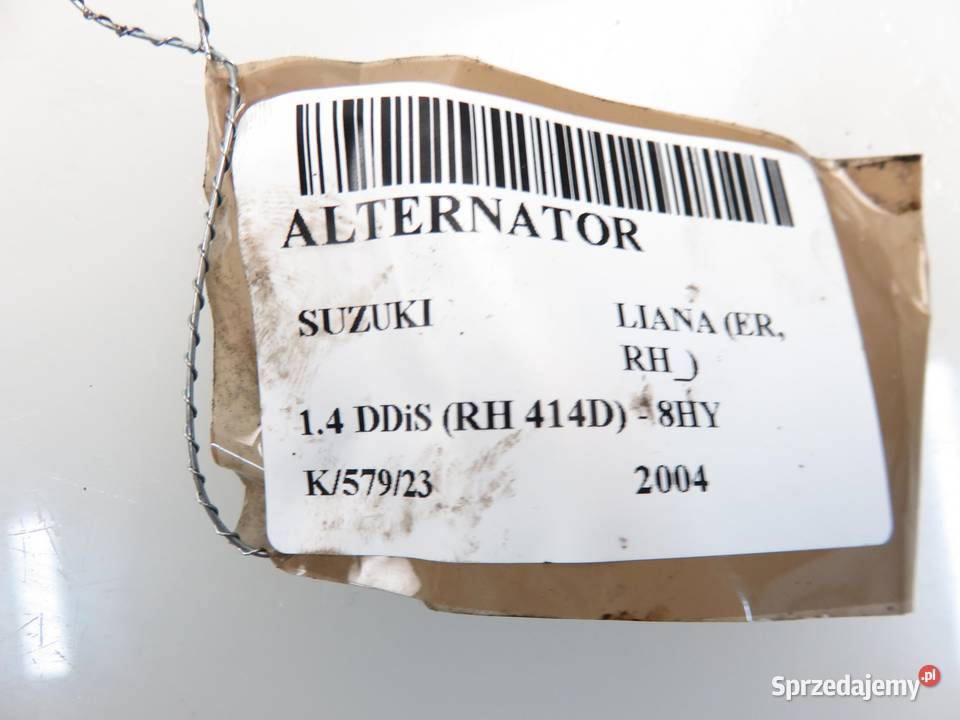 ALTERNATOR
SUZUKI LIANA (ER,
RH_)
1.4 DDiS (RH 414D) - 8HY
K/579/23 2004
Sprzedajemy.pl